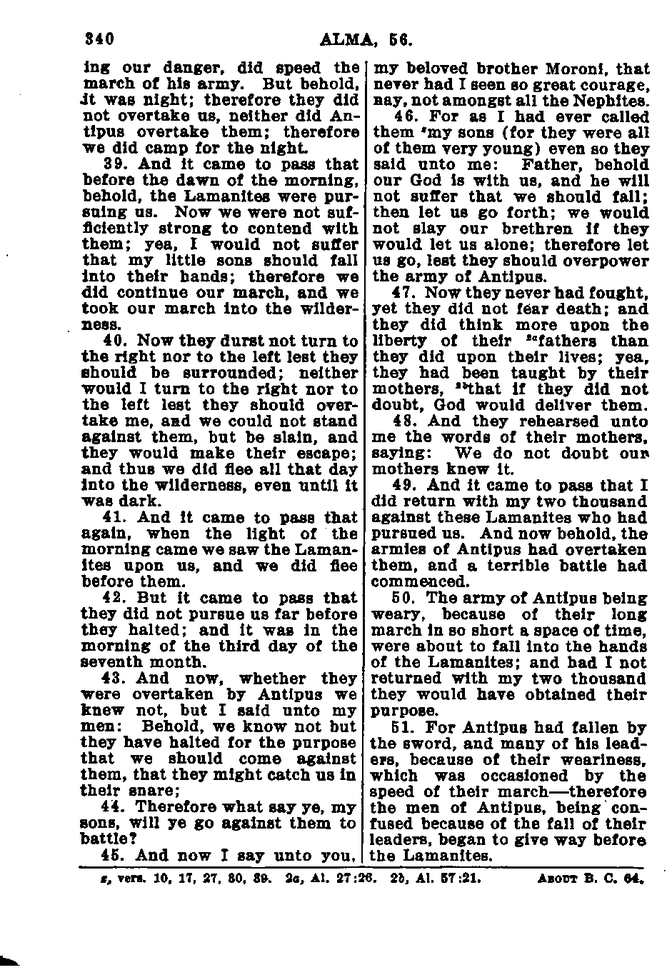 340
ALMA, 56.
ing our danger, did speed the
march of his army. But behold,
it was night; therefore they did
not overtake us, neither did An-
tipus overtake them; therefore
we did camp for the night.
39. And it came to pass that
before the dawn of the morning,
behold, the Lamanites were pur-
suing us. Now we were not suf-
ficiently strong to contend with
them; yea, I would not suffer
that my little sons should fall
into their hands; therefore we
did continue our march, and we
took our march into the wilder-
ness.
40. Now they durst not turn to
the right nor to the left lest they
should be surrounded; neither
would I turn to the right nor to
the left lest they should over-
take me, and we could not stand
against them, but be slain, and
they would make their escape;
and thus we did flee all that day
into the wilderness, even until it
was dark.
41. And it came to pass that
again, when the light of the
morning came we saw the Laman-
ites upon us, and we did flee
before them.
42. But it came to pass that
they did not pursue us far before
they halted; and it was in the
morning of the third day of the
seventh month.
43. And now, whether they
were overtaken by Antipus we
knew not, but I said unto my
men: Behold, we know not but
they have halted for the purpose
that we should come against
them, that they might catch us in
their snare;
44. Therefore what say ye, my
sons, will ye go against them to
battle?
45. And now I say unto you,
my beloved brother Moroni, that
never had I seen so great courage,
nay, not amongst all the Nephites.
46. For as I had ever called
them ᶻmy sons (for they were all
of them very young) even so they
said unto me: Father, behold
our God is with us, and he will
not suffer that we should fall;
then let us go forth; we would
not slay our brethren if they
would let us alone; therefore let
us go, lest they should overpower
the army of Antipus.
47. Now they never had fought,
yet they did not fear death; and
they did think more upon the
liberty of their ²ᵃfathers than
they did upon their lives; yea,
they had been taught by their
mothers, ²ᵇthat if they did not
doubt, God would deliver them.
48. And they rehearsed unto
me the words of their mothers,
saying: We do not doubt our
mothers knew it.
49. And it came to pass that I
did return with my two thousand
against these Lamanites who had
pursued us. And now behold, the
armies of Antipus had overtaken
them, and a terrible battle had
commenced.
50. The army of Antipus being
weary, because of their long
march in so short a space of time,
were about to fall into the hands
of the Lamanites; and had I not
returned with my two thousand
they would have obtained their
purpose.
51. For Antipus had fallen by
the sword, and many of his lead-
ers, because of their weariness,
which was occasioned by the
speed of their march—therefore
the men of Antipus, being con-
fused because of the fall of their
leaders, began to give way before
the Lamanites.
z, vers. 10, 17, 27, 30, 39. 2a, Al. 27:26. 2b, Al. 57:21. ABOUT B. C. 64.